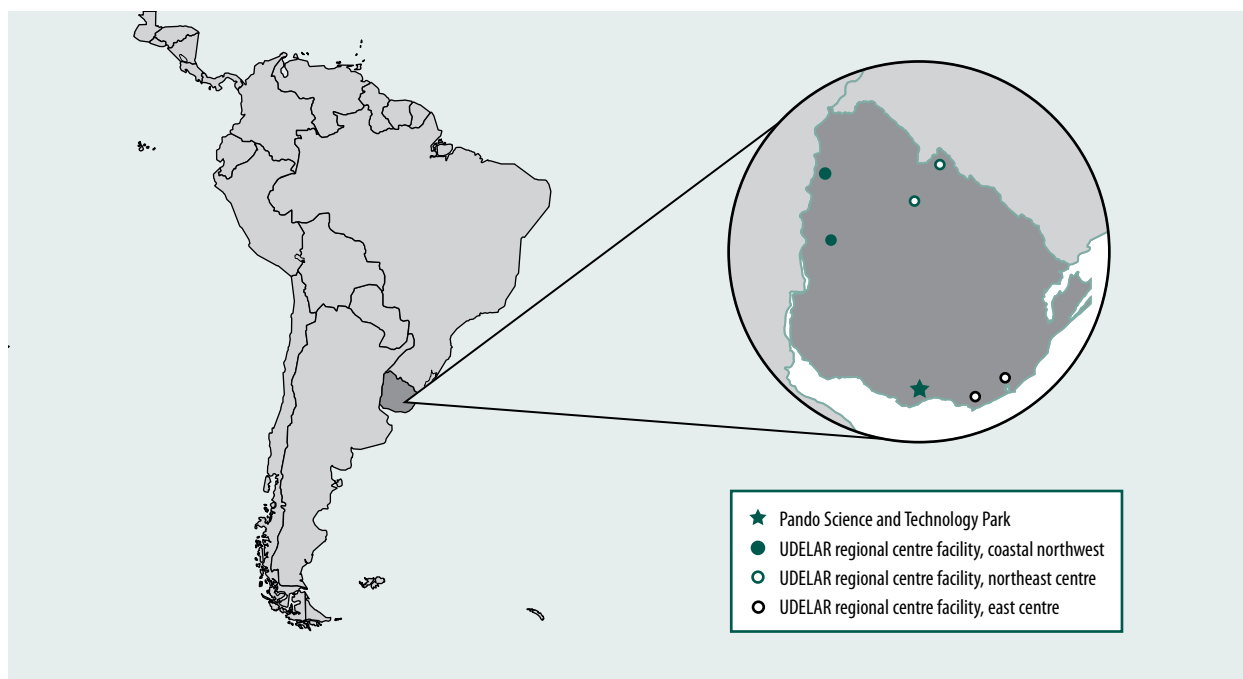 Pando Science and Technology Park
UDELAR regional centre facility, coastal northwest
UDELAR regional centre facility, northeast centre
UDELAR regional centre facility, east centre